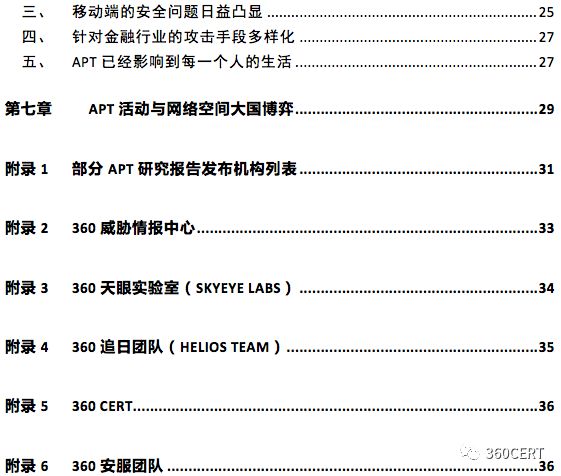 三、 移动端的安全问题日益凸显 25
四、 针对金融行业的攻击手段多样化 27
五、 APT 已经影响到每一个人的生活 27
第七章 APT 活动与网络空间大国博弈 29
附录 1 部分 APT 研究报告发布机构列表 31
附录 2 360 威胁情报中心 33
附录 3 360 天眼实验室（SKYEYE LABS） 34
附录 4 360 追日团队（HELIOS TEAM） 35
附录 5 360 CERT 36
附录 6 360 安服团队 36
360CERT